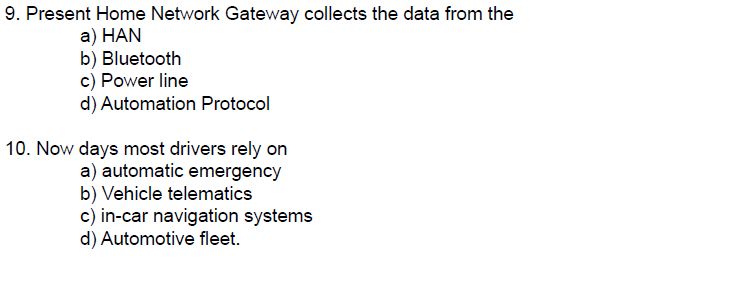 9. Present Home Network Gateway collects the data from the
a) HAN
b) Bluetooth
c) Power line
d) Automation Protocol
10. Now days most drivers rely on
a) automatic emergency
b) Vehicle telematics
c) in-car navigation systems
d) Automotive fleet.